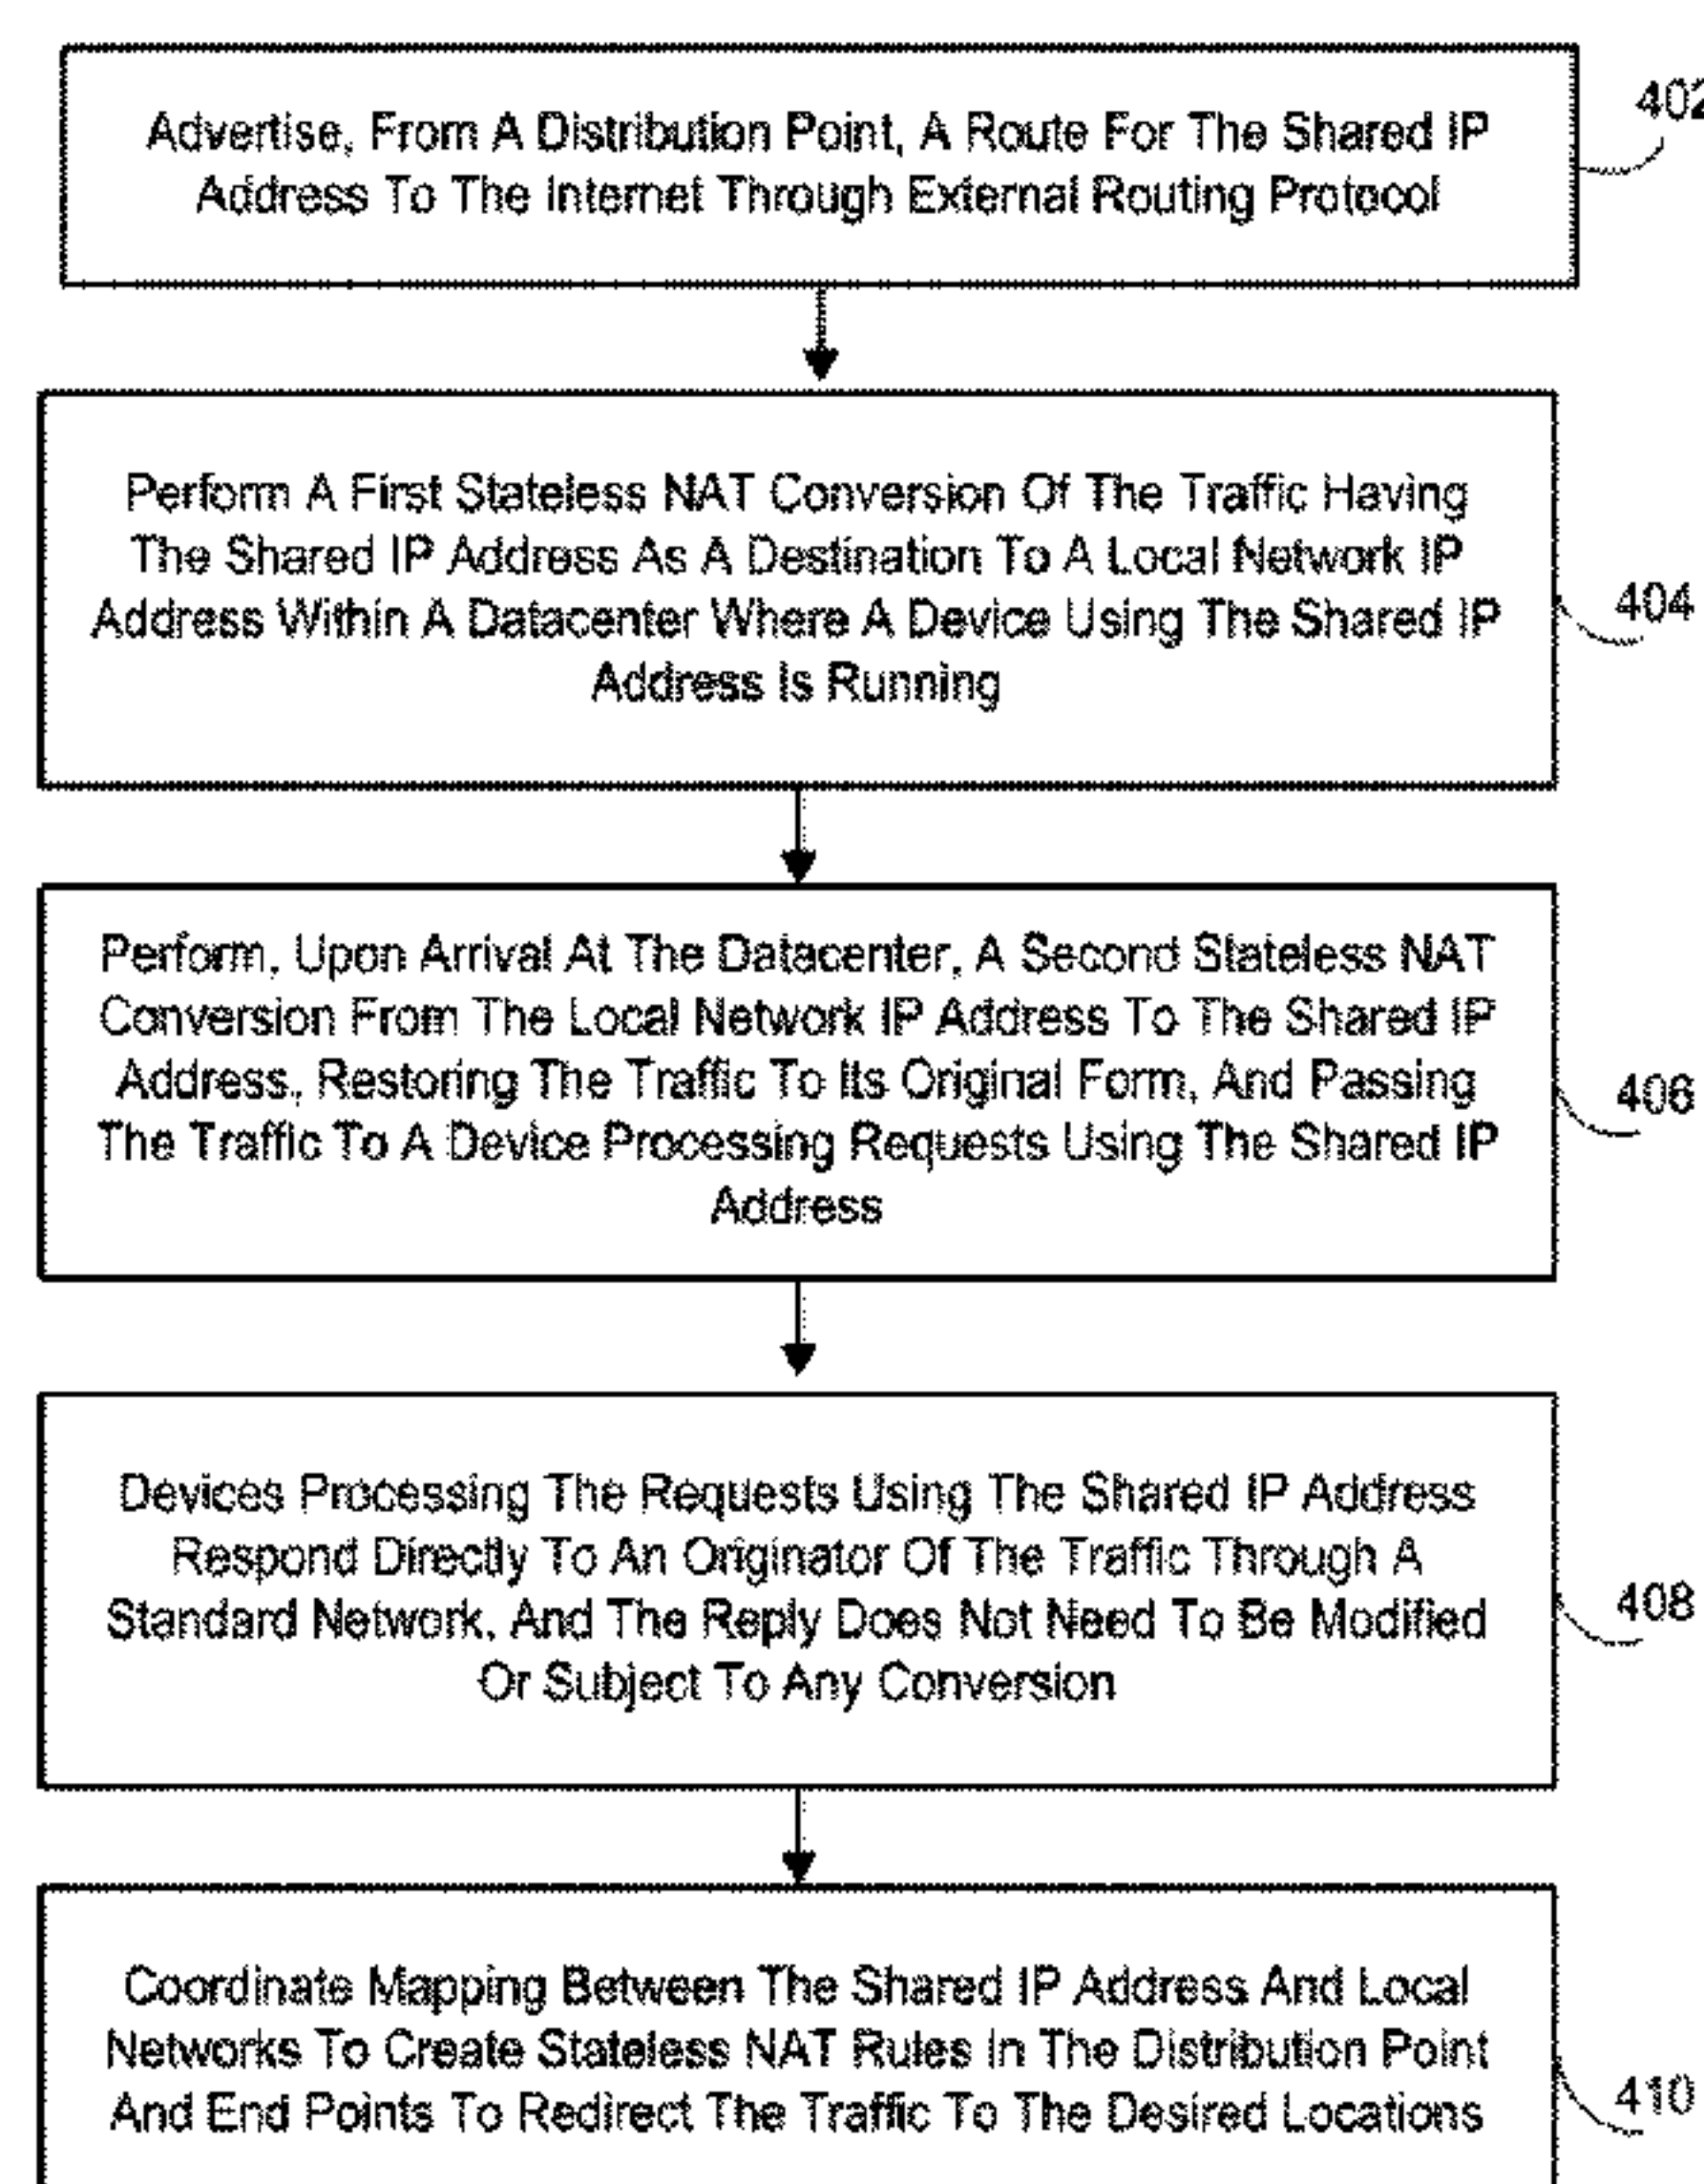 402
Advertise, From A Distribution Point, A Route For The Shared IP
Address To The Internet Through External Routing Protocol
Perform A First Stateless NAT Conversion Of The Traffic Having
The Shared IP Address As A Destination To A Local Network IP
Address Within A Datacenter Where A Device Using The Shared IP
Address Is Running
404
Perform, Upon Arrival At The Datacenter, A Second Stateless NAT
Conversion From The Local Network IP Address To The Shared IP
Address, Restoring The Traffic To Its Original Form, And Passing
The Traffic To A Device Processing Requests Using The Shared IP
Address
406
Devices Processing The Requests Using The Shared IP Address
Respond Directly To An Originator Of The Traffic Through A
Standard Network, And The Reply Does Not Need To Be Modified
Or Subject To Any Conversion
408
Coordinate Mapping Between The Shared IP Address And Local
Networks To Create Stateless NAT Rules In The Distribution Point
And End Points To Redirect The Traffic To The Desired Locations
410